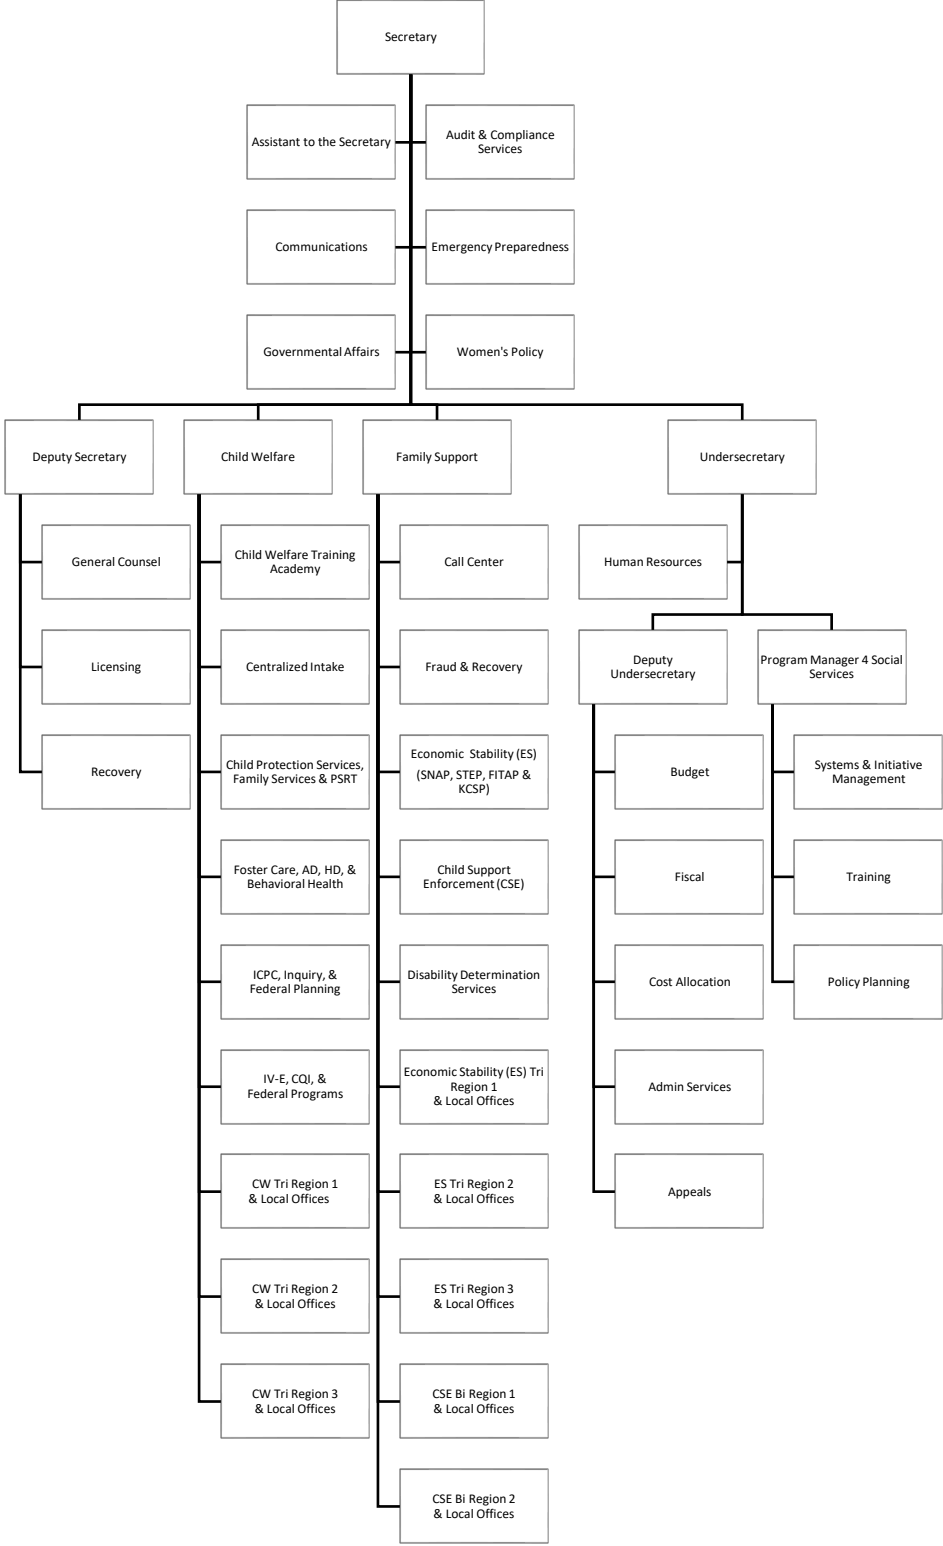 Secretary
Assistant to the Secretary
Audit & Compliance
Services
Communications
Emergency Preparedness
Governmental Affairs
Women's Policy
Deputy Secretary
Child Welfare
Family Support
Undersecretary
General Counsel
Child Welfare Training
Academy
Call Center
Human Resources
Licensing
Centralized Intake
Fraud & Recovery
Deputy
Undersecretary
Program Manager 4 Social
Services
Recovery
Child Protection Services,
Family Services & PSRT
Economic Stability (ES)
(SNAP, STEP, FITAP &
KCSP)
Budget
Systems & Initiative
Management
Foster Care, AD, HD, &
Behavioral Health
Child Support
Enforcement (CSE)
Fiscal
Training
ICPC, Inquiry, &
Federal Planning
Disability Determination
Services
Cost Allocation
Policy Planning
IV-E, CQI, &
Federal Programs
Economic Stability (ES) Tri
Region 1
& Local Offices
Admin Services
CW Tri Region 1
& Local Offices
ES Tri Region 2
& Local Offices
Appeals
CW Tri Region 2
& Local Offices
ES Tri Region 3
& Local Offices
CW Tri Region 3
& Local Offices
CSE Bi Region 1
& Local Offices
CSE Bi Region 2
& Local Offices